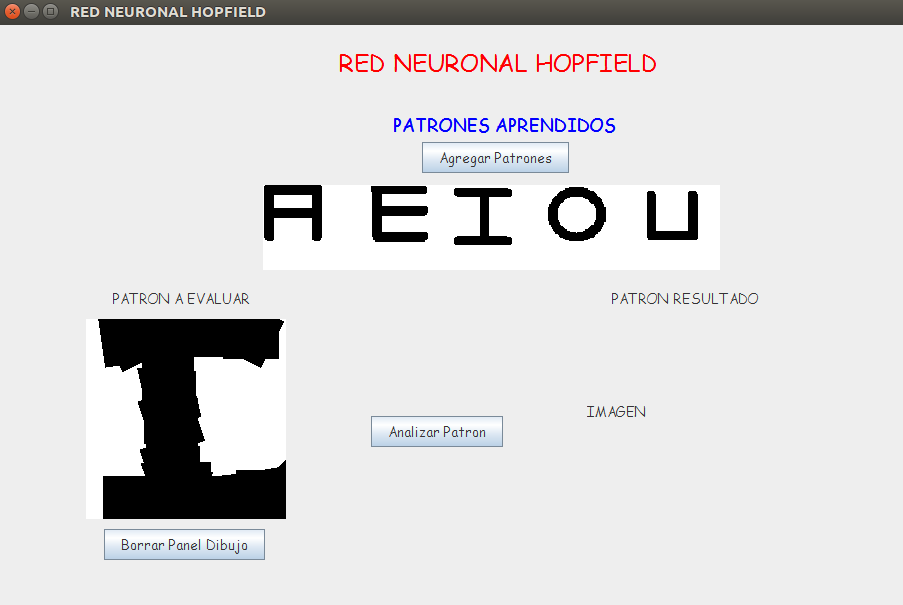 RED NEURONAL HOPFIELD
RED NEURONAL HOPFIELD
PATRONES APRENDIDOS
Agregar Patrones
A E I O U
PATRON A EVALUAR
PATRON RESULTADO
I
IMAGEN
Analizar Patron
Borrar Panel Dibujo